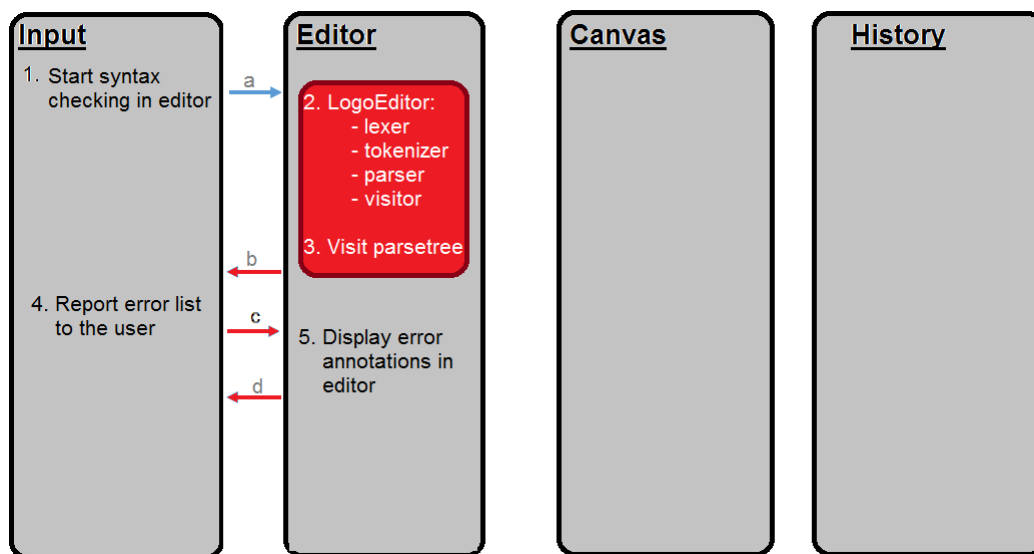 Input
Editor
Canvas
History
1. Start syntax
checking in editor
a
2. LogoEditor:
- lexer
- tokenizer
- parser
- visitor
3. Visit parsetree
b
4. Report error list
to the user
c
5. Display error
annotations in
editor
d